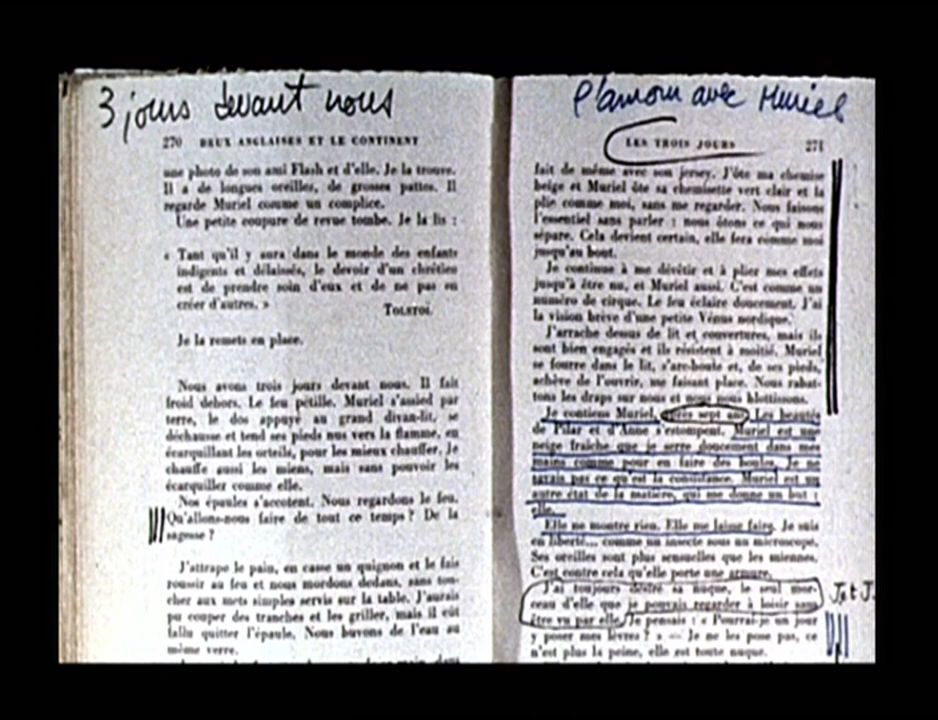 3 jours devant nous
270 DEUX ANGLAISES ET LE CONTINENT
une photo de son ami Flash et d'elle. Je la trouve.
Il a de longues oreilles, de grosses pattes. Il
regarde Muriel comme un complice.
Une petite coupure de revue tombe. Je la lis :
« Tant qu'il y aura dans le monde des enfants
indigents et délaissés, le devoir d'un chrétien
est de prendre soin d'eux et de ne pas en
créer d'autres. »
TOLSTOÏ.
Je la remets en place.
Nous avons trois jours devant nous. Il fait
froid dehors. Le feu pétille. Muriel s'assied par
terre, le dos appuyé au grand divan-lit, se
déchausse et tend ses pieds nus vers la flamme, en
écarquillant les orteils, pour les mieux chauffer. Je
chauffe aussi les miens, mais sans pouvoir les
écarquiller comme elle.
Nos épaules s'accotent. Nous regardons le feu.
Qu'allons-nous faire de tout ce temps ? De la
sagesse ?
J'attrape le pain, en casse un quignon et le fais
roussir au feu et nous mordons dedans, sans tou-
cher aux mets simples servis sur la table. J'aurais
pu couper des tranches et les griller, mais il eût
fallu quitter l'épaule. Nous buvons de l'eau au
même verre.
l'amour avec Muriel
LES TROIS JOURS 271
fait de même avec son jersey. J'ôte ma chemise
beige et Muriel ôte sa chemisette vert clair et la
plie comme moi, sans me regarder. Nous faisons
l'essentiel sans parler : nous ôtons ce qui nous
sépare. Cela devient certain, elle fera comme moi
jusqu'au bout.
Je continue à me dévêtir et à plier mes effets
jusqu'à être nu, et Muriel aussi. C'est comme un
numéro de cirque. Le feu éclaire doucement. J'ai
la vision brève d'une petite Vénus nordique.
J'arrache dessus de lit et couvertures, mais ils
sont bien engagés et ils résistent à moitié. Muriel
se fourre dans le lit, s'arc-boute et, de ses pieds,
achève de l'ouvrir, me faisant place. Nous rabat-
tons les draps sur nous et nous nous blottissons.
Je contiens Muriel, après sept ans. Les beautés
de Pilar et d'Anne s'estompent. Muriel est une
neige fraîche que je serre doucement dans mes
mains comme pour en faire des boules. Je ne
savais pas ce qu'est la consistance. Muriel est un
autre état de la matière, qui me donne un but :
elle.
Elle ne montre rien. Elle me laisse faire. Je suis
en liberté... comme un insecte sous un microscope.
Ses oreilles sont plus sensuelles que les miennes.
C'est contre cela qu'elle porte une armure.
J'ai toujours désiré sa nuque, le seul mor-
ceau d'elle que je pouvais regarder à loisir sans
être vu par elle. Je pensais : « Pourrai-je un jour
y poser mes lèvres ? » — Je ne les pose pas, ce
n'est plus la peine, elle est toute nuque.
J. et J.